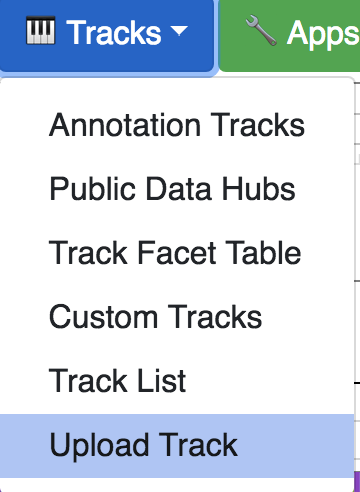 Tracks Apps
Annotation Tracks
Public Data Hubs
Track Facet Table
Custom Tracks
Track List
Upload Track